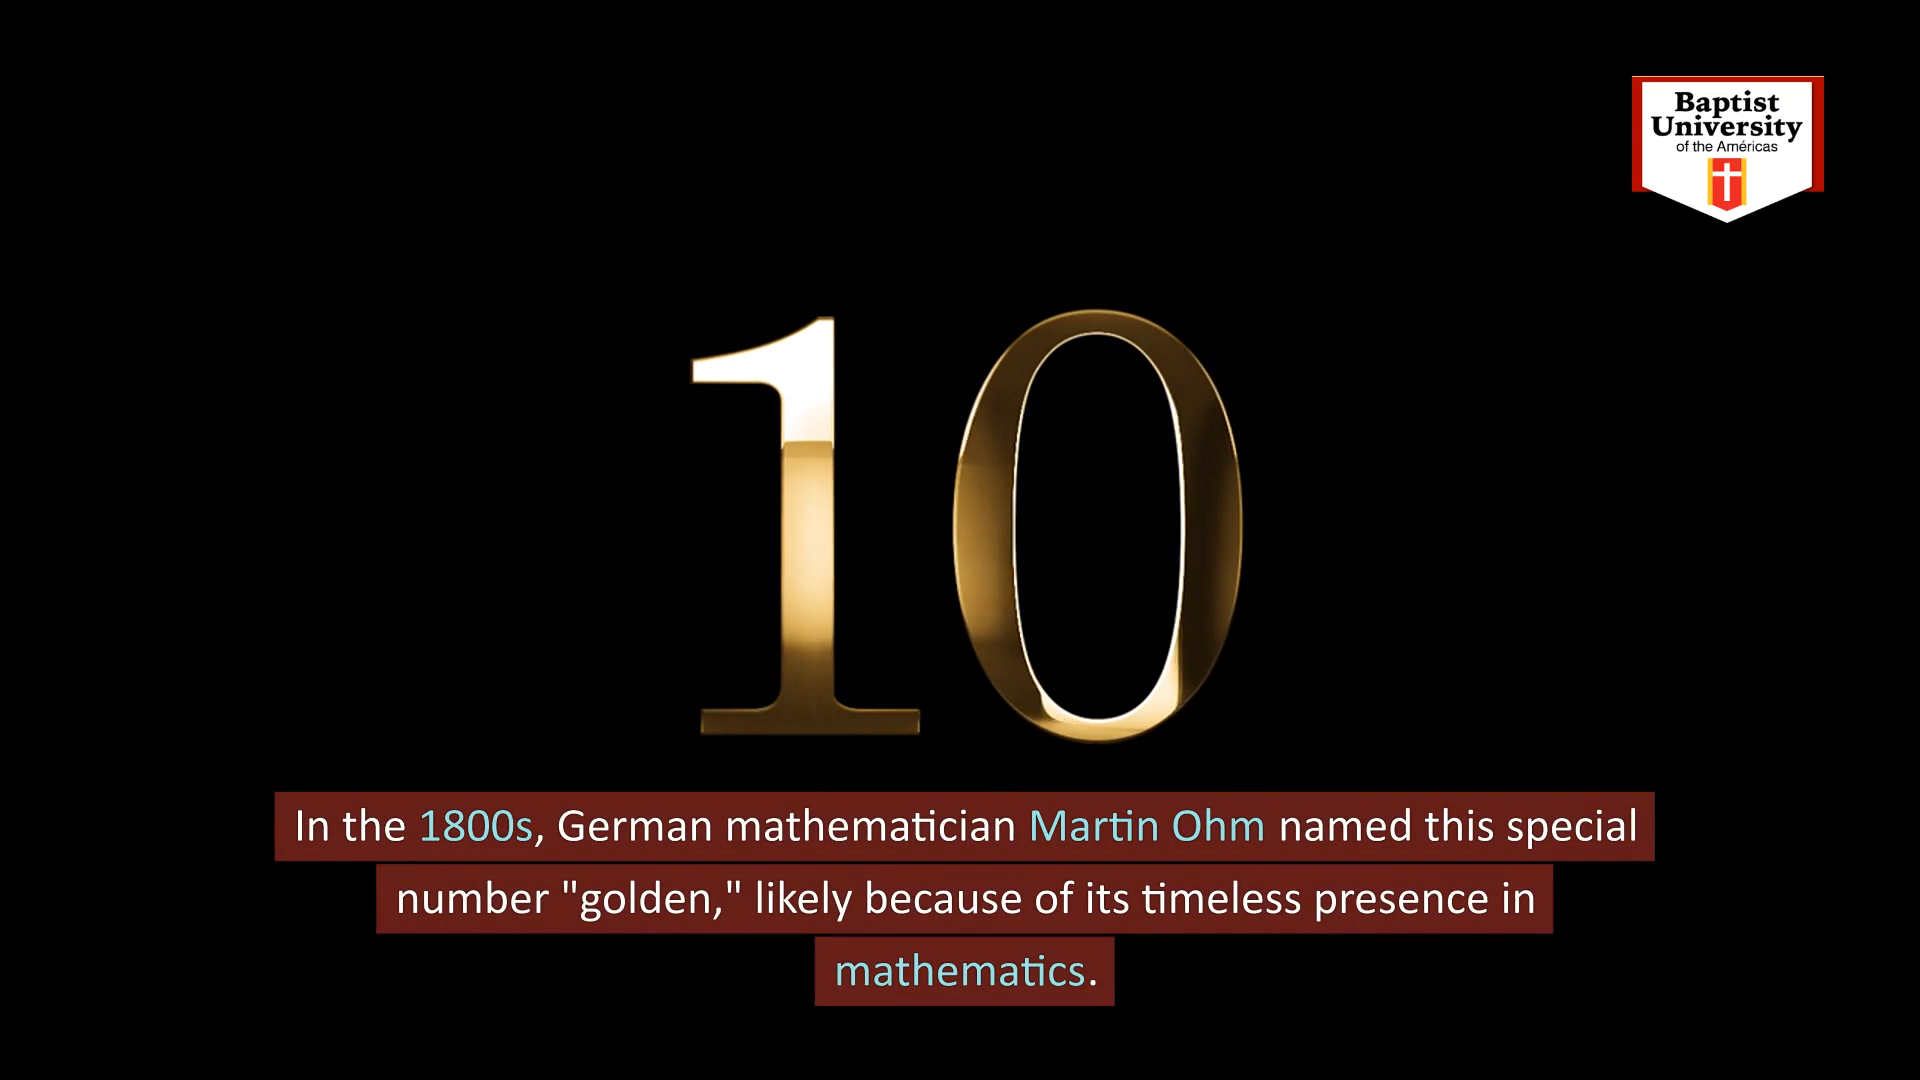 Baptist
University
of the Américas
10
In the 1800s, German mathematician Martin Ohm named this special
number "golden," likely because of its timeless presence in
mathematics.